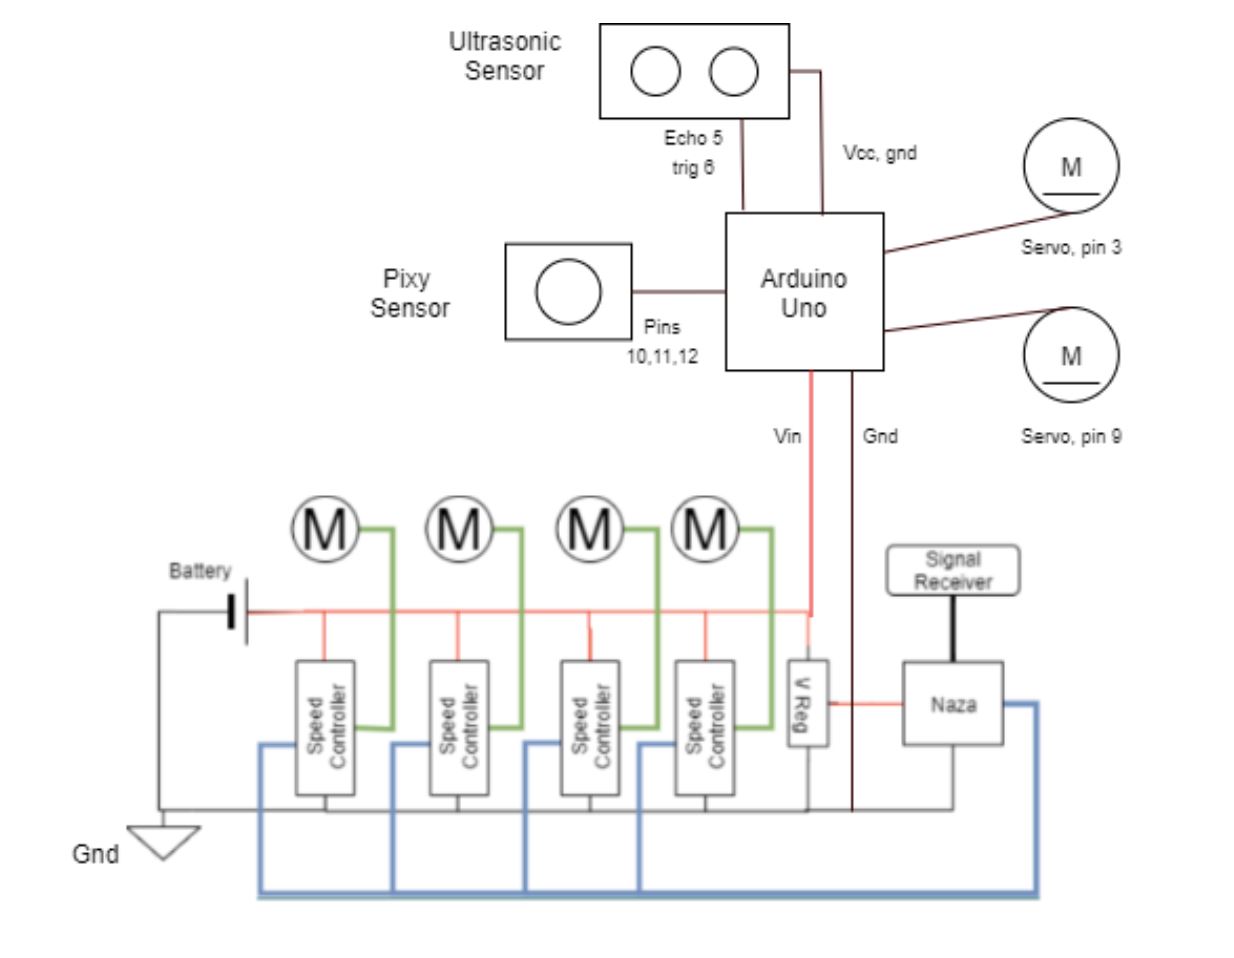 Ultrasonic
Sensor
Echo 5
trig 6
Vcc, gnd
M
Servo, pin 3
Pixy
Sensor
Arduino
Uno
Pins
10,11,12
M
Servo, pin 9
Vin
Gnd
M
M
M
M
Battery
Signal
Receiver
Speed
Controller
Speed
Controller
Speed
Controller
Speed
Controller
V Reg
Naza
Gnd